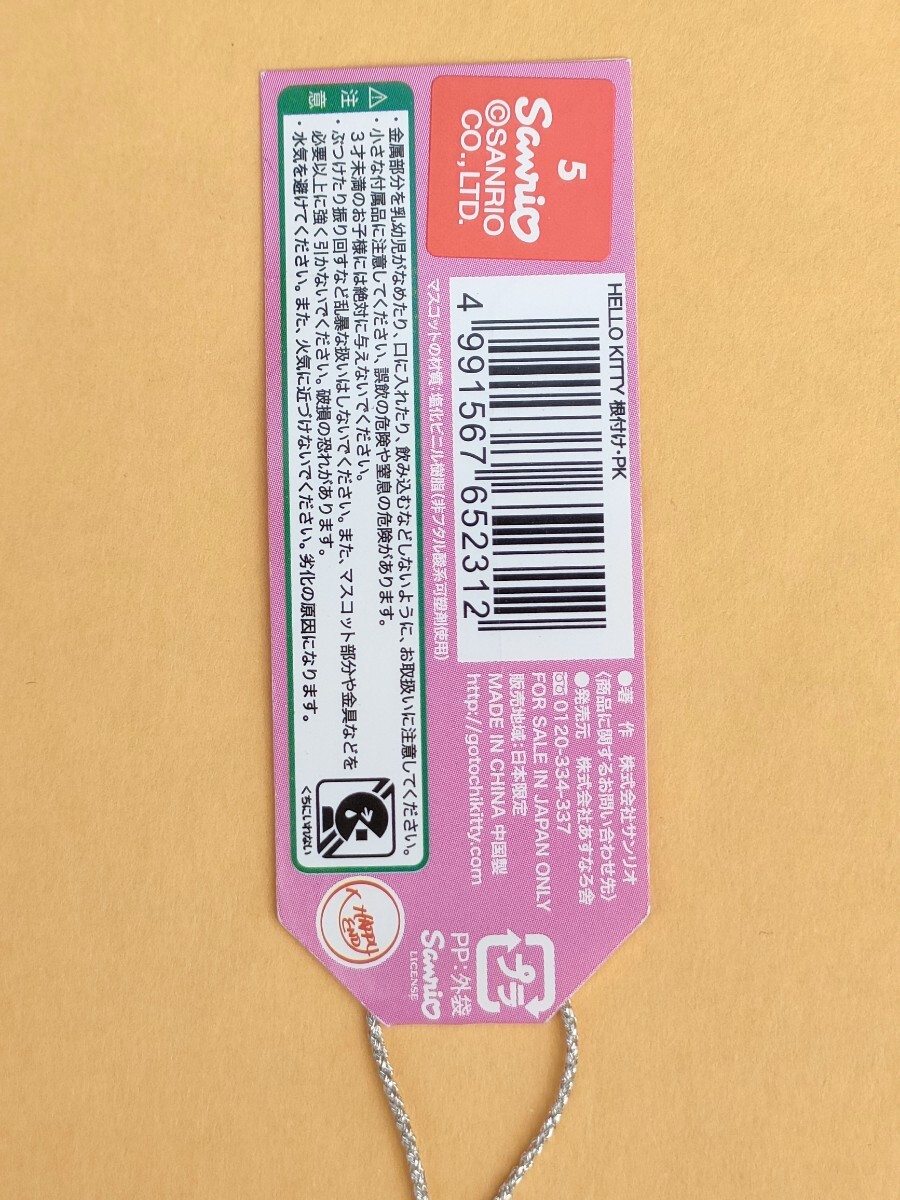 Sanrio
©SANRIO
CO., LTD.
5
HELLO KITTY 根付け・PK
4 991567 652312
●著　作　株式会社サンリオ
(商品に関するお問い合わせ先)
●発売元　株式会社あすなろ舎
0120-334-337
FOR SALE IN JAPAN ONLY
販売地域:日本限定
MADE IN CHINA 中国製
http://gotochikitty.com
マスコットの材質:塩化ビニル樹脂(非フタル酸系可塑剤使用)
注意
・金属部分を乳幼児がなめたり、口に入れたり、飲み込むなどしないように、お取扱いに注意してください。
・小さな付属品に注意してください、誤飲の危険や窒息の危険があります。
3才未満のお子様には絶対に与えないでください。
・ぶつけたり振り回すなど乱暴な扱いはしないでください。また、マスコット部分や金具などを
必要以上に強く引かないでください。破損の恐れがあります。
・水気を避けてください。また、火気に近づけないでください。劣化の原因になります。
くちにいれない
プラ
PP:外袋
Sanrio
LICENSE
K HAPPY
END